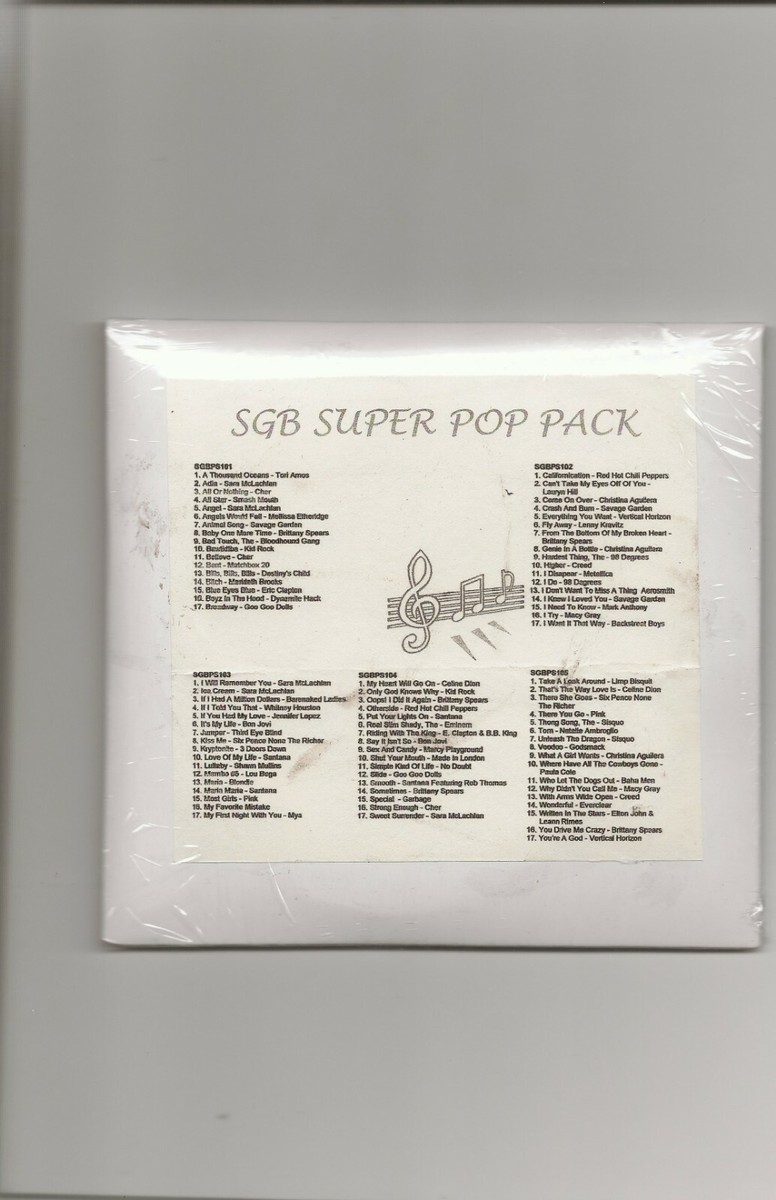 SGB SUPER POP PACK
SGBPS101
1. A Thousand Oceans - Tori Amos
2. Adia - Sara McLachlan
3. All Or Nothing - Cher
4. All Star - Smash Mouth
5. Angel - Sara McLachlan
6. Angels Would Fall - Mellissa Etheridge
7. Animal Song - Savage Garden
8. Baby One More Time - Brittany Spears
9. Bad Touch, The - Bloodhound Gang
10. Bawitdba - Kid Rock
11. Believe - Cher
12. Bent - Matchbox 20
13. Bills, Bills, Bills - Destiny's Child
14. Bitch - Meridith Brooks
15. Blue Eyes Blue - Eric Clapton
16. Boyz In The Hood - Dynamite Hack
17. Broadway - Goo Goo Dolls
SGBPS102
1. Californication - Red Hot Chili Peppers
2. Can't Take My Eyes Off Of You -
Lauryn Hill
3. Come On Over - Christina Aguilera
4. Crash And Burn - Savage Garden
5. Everything You Want - Vertical Horizon
6. Fly Away - Lenny Kravitz
7. From The Bottom Of My Broken Heart -
Brittany Spears
8. Genie In A Bottle - Christina Aguilera
9. Hardest Thing, The - 98 Degrees
10. Higher - Creed
11. I Disapear - Metallica
12. I Do - 98 Degrees
13. I Don't Want To Miss A Thing Aerosmith
14. I Knew I Loved You - Savage Garden
15. I Need To Know - Mark Anthony
16. I Try - Macy Gray
17. I Want It That Way - Backstreet Boys
SGBPS103
1. I Will Remember You - Sara McLachlan
2. Ice Cream - Sara McLachlan
3. If I Had A Million Dollars - Barenaked Ladies
4. If I Told You That - Whitney Houston
5. If You Had My Love - Jennifer Lopez
6. It's My Life - Bon Jovi
7. Jumper - Third Eye Blind
8. Kiss Me - Six Pence None The Richer
9. Kryptonite - 3 Doors Down
10. Love Of My Life - Santana
11. Lullaby - Shawn Mullins
12. Mambo #5 - Lou Bega
13. Maria - Blondie
14. Maria Maria - Santana
15. Most Girls - Pink
16. My Favorite Mistake
17. My First Night With You - Mya
SGBPS104
1. My Heart Will Go On - Celine Dion
2. Only God Knows Why - Kid Rock
3. Oops! I Did It Again - Brittany Spears
4. Otherside - Red Hot Chili Peppers
5. Put Your Lights On - Santana
6. Real Slim Shady, The - Eminem
7. Riding With The King - E. Clapton & B.B. King
8. Say It Isn't So - Bon Jovi
9. Sex And Candy - Marcy Playground
10. Shut Your Mouth - Made In London
11. Simple Kind Of Life - No Doubt
12. Slide - Goo Goo Dolls
13. Smooth - Santana Featuring Rob Thomas
14. Sometimes - Brittany Spears
15. Special - Garbage
16. Strong Enough - Cher
17. Sweet Surrender - Sara McLachlan
SGBPS105
1. Take A Look Around - Limp Bisquit
2. That's The Way Love Is - Celine Dion
3. There She Goes - Six Pence None
The Richer
4. There You Go - Pink
5. Thong Song, The - Sisquo
6. Torn - Natalie Ambroglio
7. Unleash The Dragon - Sisquo
8. Voodoo - Godsmack
9. What A Girl Wants - Christina Aguilera
10. Where Have All The Cowboys Gone -
Paula Cole
11. Who Let The Dogs Out - Baha Men
12. Why Didn't You Call Me - Macy Gray
13. With Arms Wide Open - Creed
14. Wonderful - Everclear
15. Written In The Stars - Elton John &
Leann Rimes
16. You Drive Me Crazy - Brittany Spears
17. You're A God - Vertical Horizon